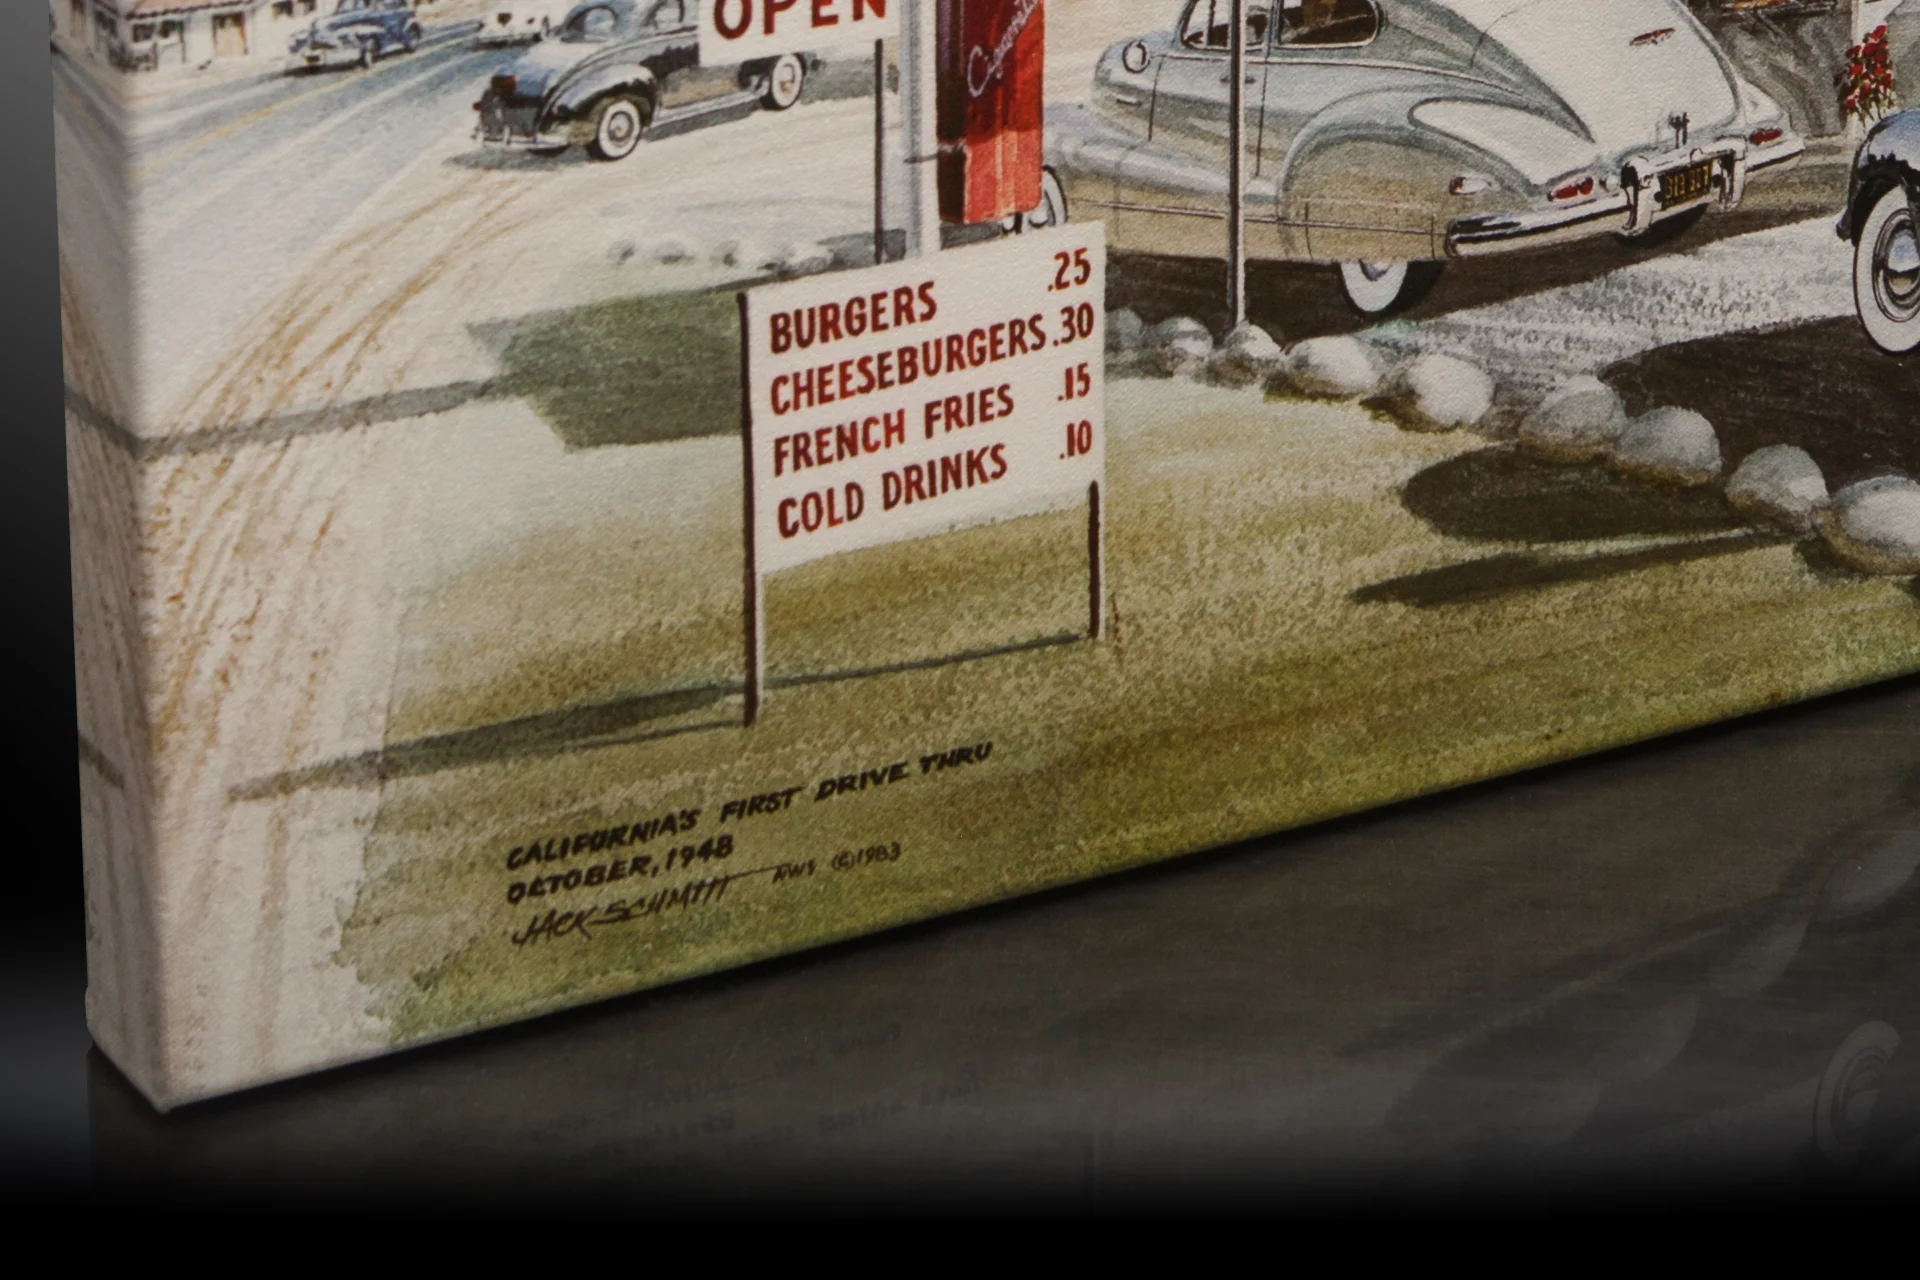 OPEN
BURGERS .25
CHEESEBURGERS .30
FRENCH FRIES .15
COLD DRINKS .10
CALIFORNIA'S FIRST DRIVE THRU
OCTOBER, 1948
JACK SCHMITT AWS ©1983